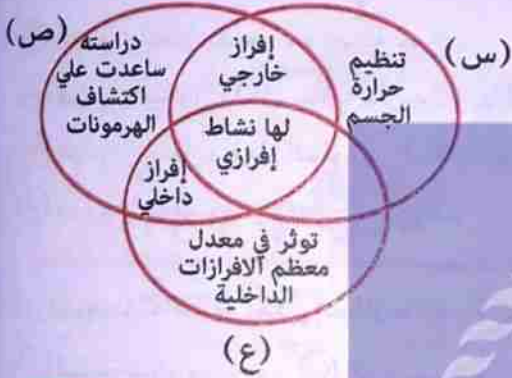 (س)
(ص)
تنظيم
حرارة
الجسم
إفراز
خارجي
دراسته
ساعدت علي
اكتشاف
الهرمونات
لها نشاط
إفرازي
إفراز
داخلي
توثر في معدل
معظم الافرازات
الداخلية
(ع)